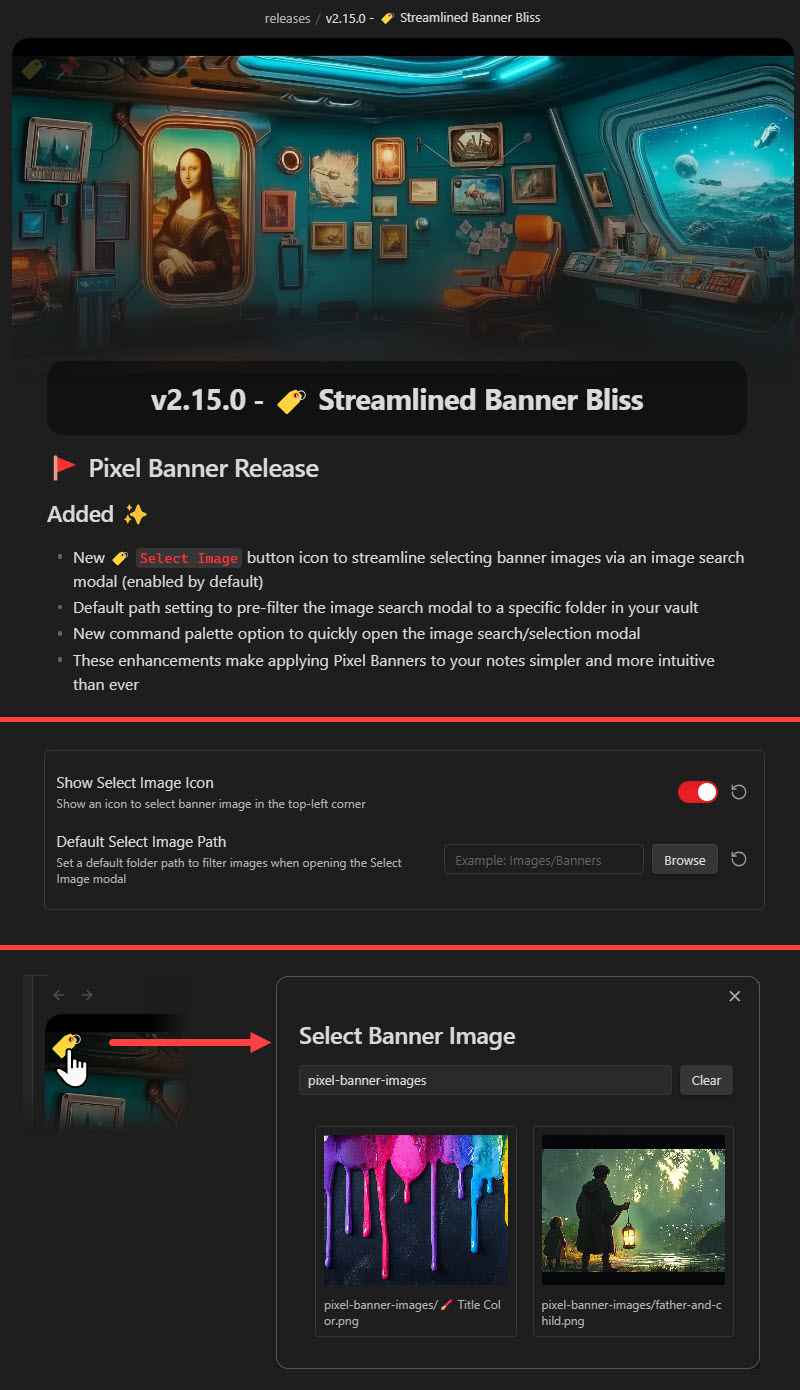 releases / v2.15.0 - 🏷️ Streamlined Banner Bliss
v2.15.0 - 🏷️ Streamlined Banner Bliss
🚩 Pixel Banner Release
Added ✨
New 🏷️ Select Image button icon to streamline selecting banner images via an image search
modal (enabled by default)
Default path setting to pre-filter the image search modal to a specific folder in your vault
New command palette option to quickly open the image search/selection modal
These enhancements make applying Pixel Banners to your notes simpler and more intuitive
than ever
Show Select Image Icon
Show an icon to select banner image in the top-left corner
Default Select Image Path
Set a default folder path to filter images when opening the Select
Image modal
Example: Images/Banners
Browse
Select Banner Image
pixel-banner-images
Clear
pixel-banner-images/🖌️ Title Col
or.png
pixel-banner-images/father-and-c
hild.png